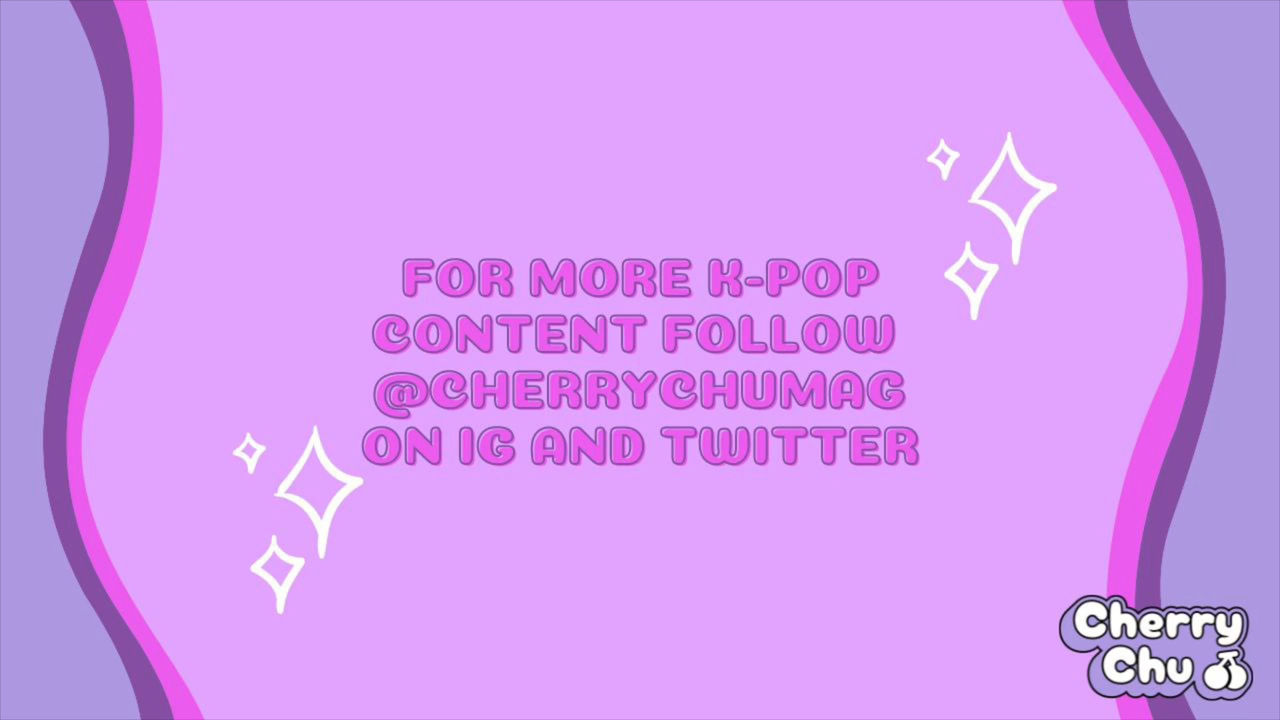 FOR MORE K-POP
CONTENT FOLLOW
@CHERRYCHUMAG
ON IG AND TWITTER
Cherry
Chu